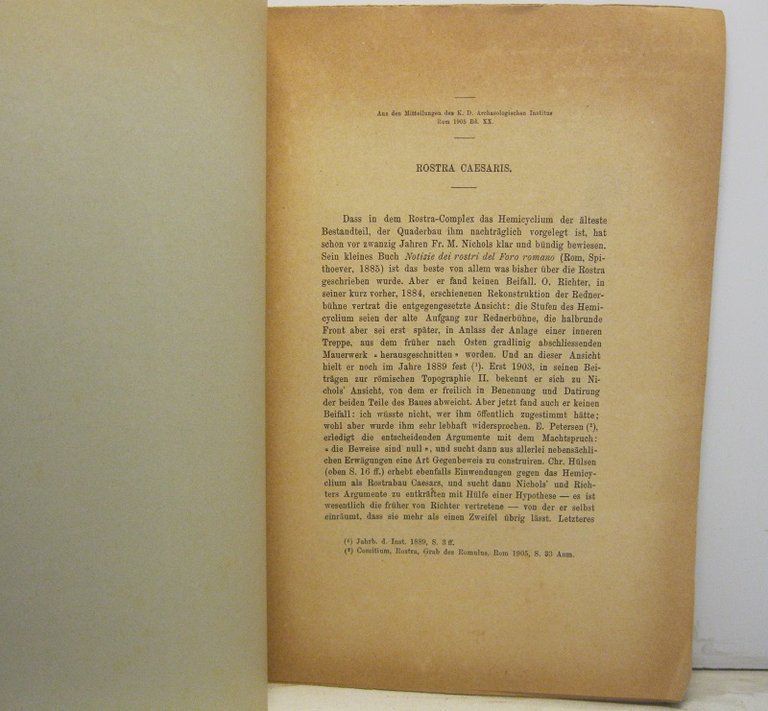 Aus den Mitteilungen des K. D. Archaeologischen Instituts
Rom 1905 Bd. XX.
ROSTRA CAESARIS.
Dass in dem Rostra-Complex das Hemicyclium der älteste
Bestandteil, der Quaderbau ihm nachträglich vorgelegt ist, hat
schon vor zwanzig Jahren Fr. M. Nichols klar und bündig bewiesen.
Sein kleines Buch Notizie dei rostri del Foro romano (Rom, Spi-
thoever, 1885) ist das beste von allem was bisher über die Rostra
geschrieben wurde. Aber er fand keinen Beifall. O. Richter, in
seiner kurz vorher, 1884, erschienenen Rekonstruktion der Redner-
bühne vertrat die entgegengesetzte Ansicht: die Stufen des Hemi-
cyclium seien der alte Aufgang zur Rednerbühne, die halbrunde
Front aber sei erst später, in Anlass der Anlage einer inneren
Treppe, aus dem früher nach Osten gradlinig abschliessenden
Mauerwerk « herausgeschnitten » worden. Und an dieser Ansicht
hielt er noch im Jahre 1889 fest (¹). Erst 1903, in seinen Bei-
trägen zur römischen Topographie II, bekennt er sich zu Ni-
chols' Ansicht, von dem er freilich in Benennung und Datirung
der beiden Teile des Baues abweicht. Aber jetzt fand auch er keinen
Beifall: ich wüsste nicht, wer ihm öffentlich zugestimmt hätte;
wohl aber wurde ihm sehr lebhaft widersprochen. E. Petersen (²),
erledigt die entscheidenden Argumente mit dem Machtspruch:
« die Beweise sind null », und sucht dann aus allerlei nebensächli-
chen Erwägungen eine Art Gegenbeweis zu construiren. Chr. Hülsen
(oben S. 16 ff.) erhebt ebenfalls Einwendungen gegen das Hemicy-
clium als Rostrabau Caesars, und sucht dann Nichols' und Rich-
ters Argumente zu entkräften mit Hülfe einer Hypothese — es ist
wesentlich die früher von Richter vertretene — von der er selbst
einräumt, dass sie mehr als einen Zweifel übrig lässt. Letzteres
(¹) Jahrb. d. Inst. 1889, S. 3 ff.
(²) Comitium, Rostra, Grab des Romulus. Rom 1905, S. 33 Anm.